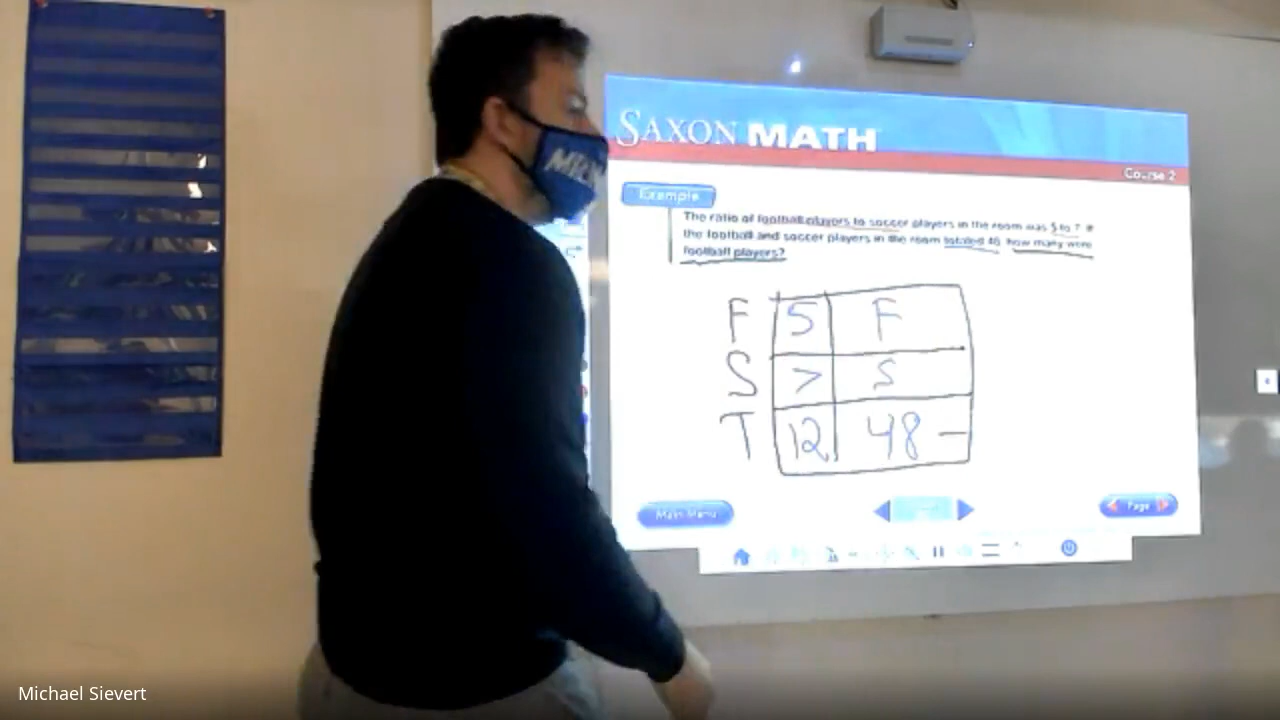 SAXON MATH
Course 2
Example
The ratio of football players to soccer players in the room was 5 to 7. If
the football and soccer players in the room totaled 48, how many were
football players?
F 5 F
S 7 S
T 12 48
Main Menu
Page
Michael Sievert